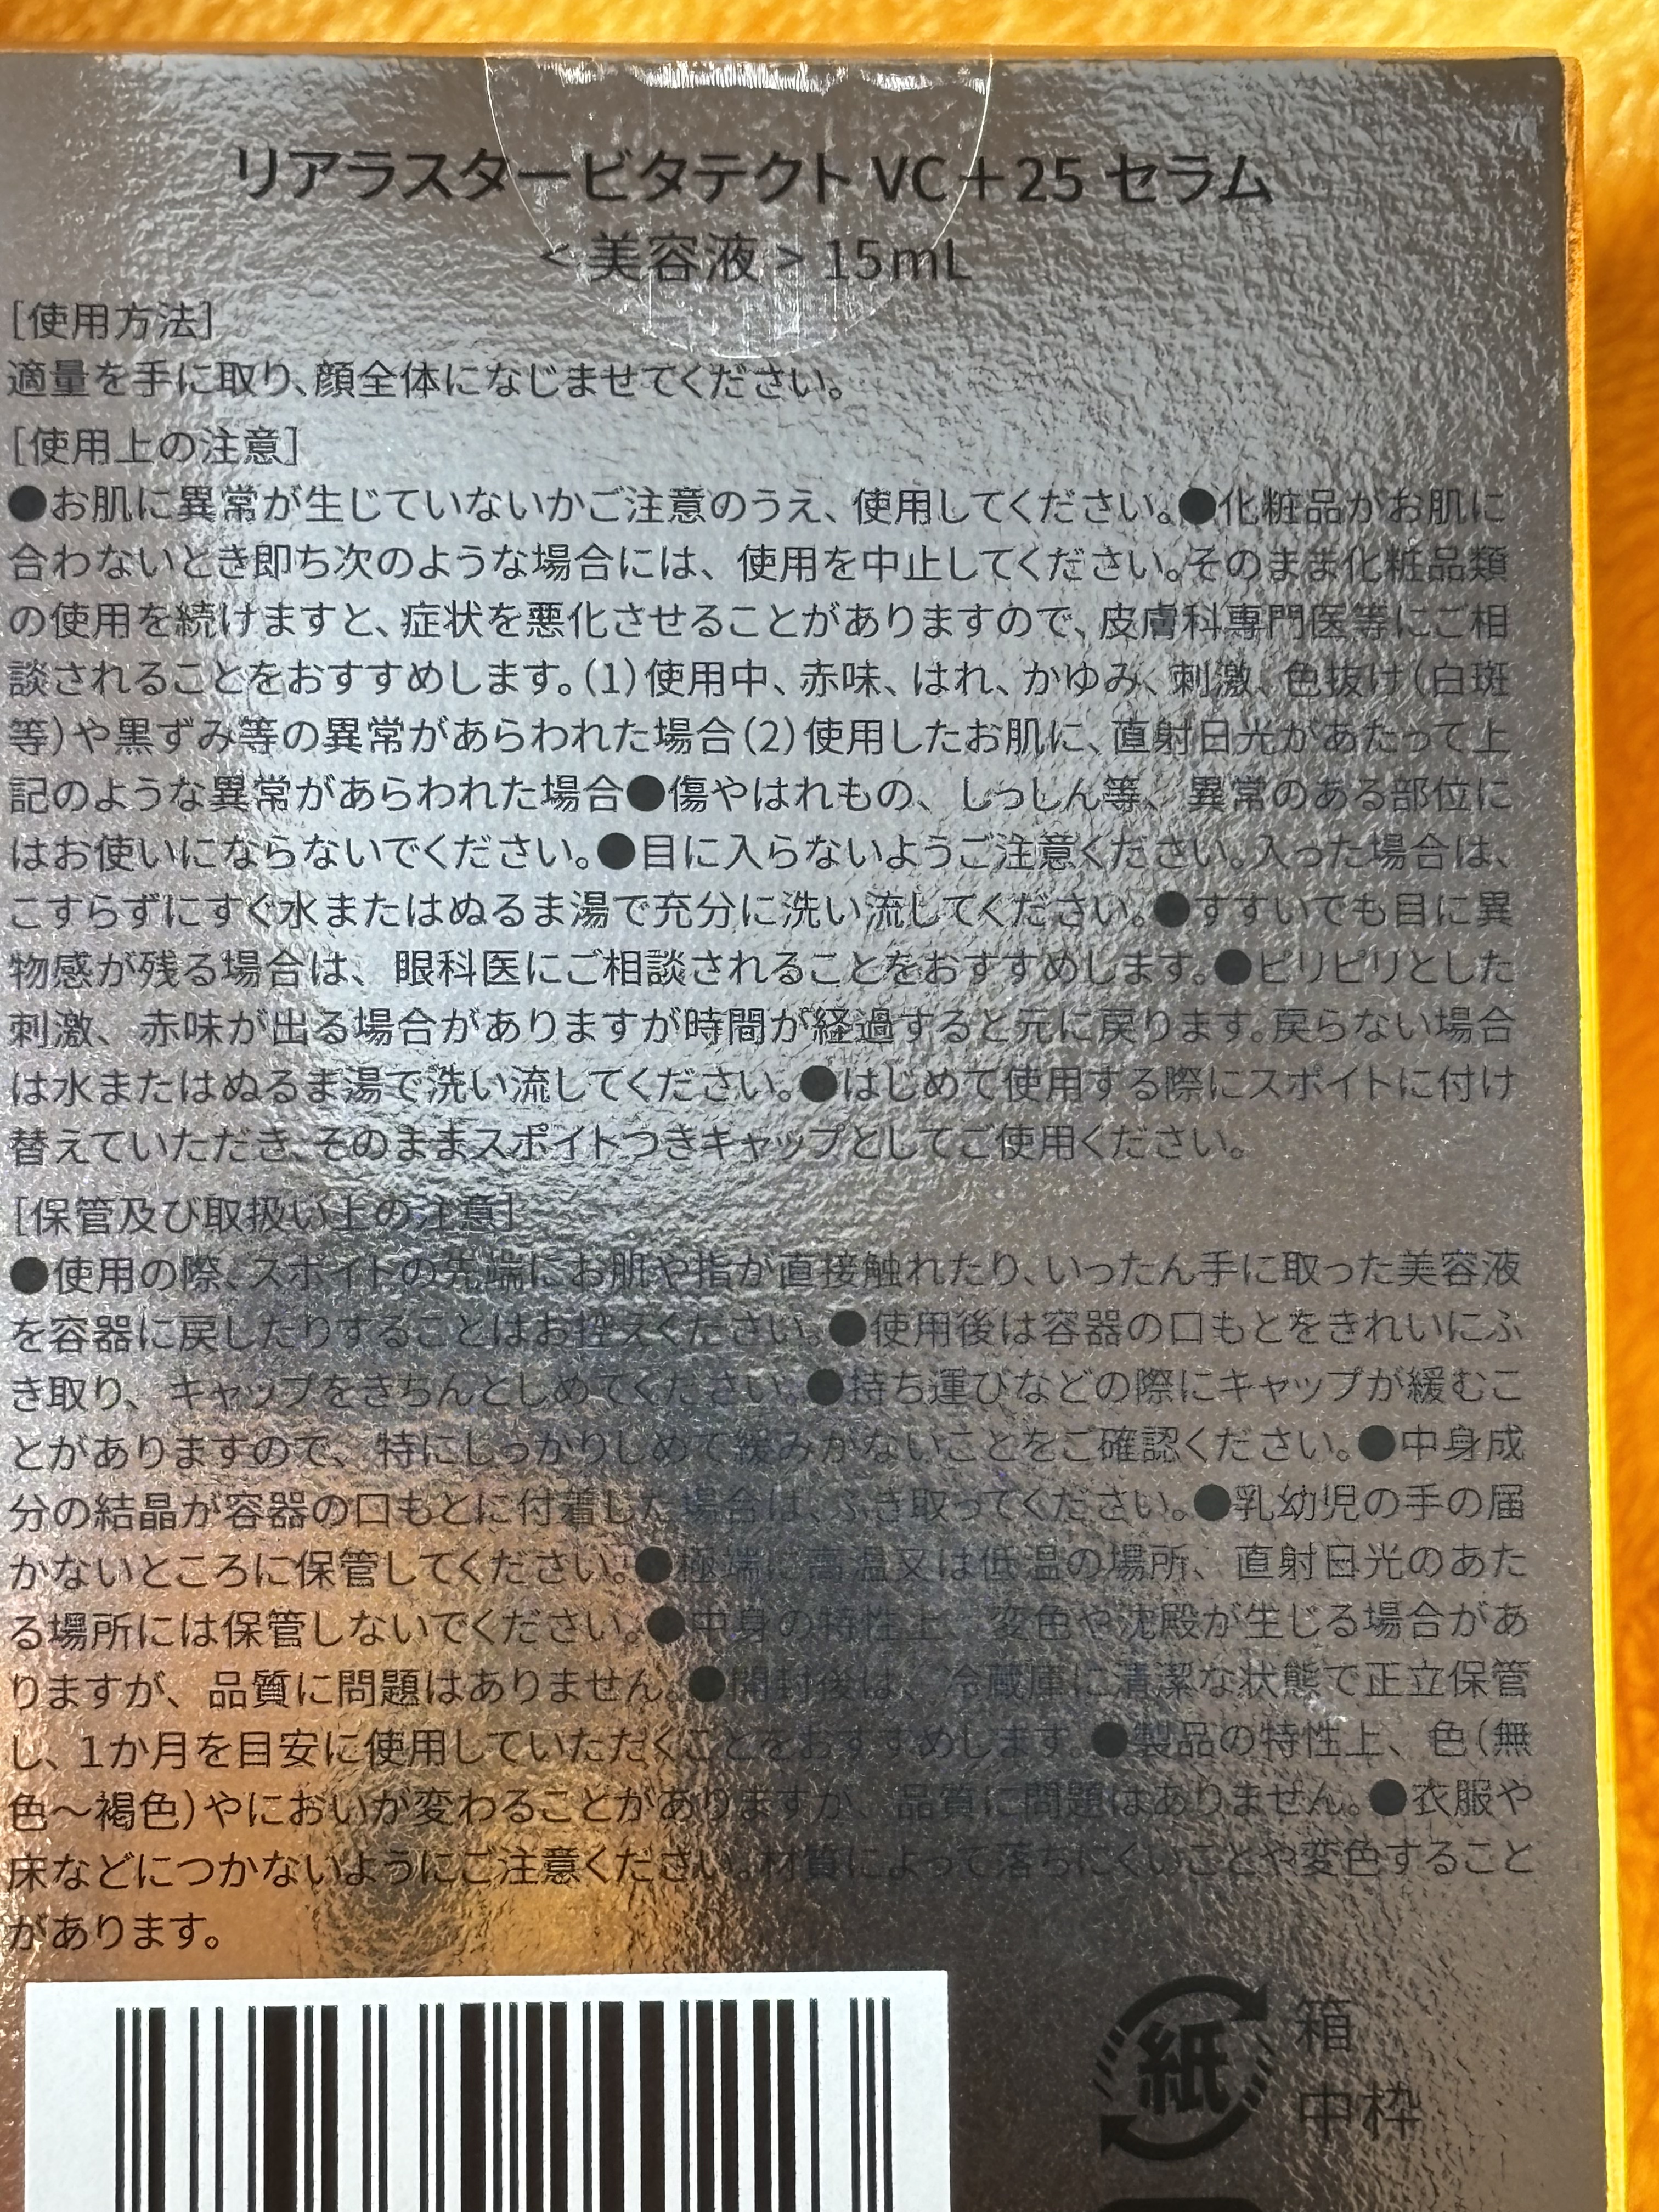 リアラスタービタテクト VC＋25 セラム
＜美容液＞15mL
［使用方法］
適量を手に取り、顔全体になじませてください。
［使用上の注意］
●お肌に異常が生じていないかご注意のうえ、使用してください。●化粧品がお肌に
合わないとき即ち次のような場合には、使用を中止してください。そのまま化粧品類
の使用を続けますと、症状を悪化させることがありますので、皮膚科専門医等にご相
談されることをおすすめします。（1）使用中、赤味、はれ、かゆみ、刺激、色抜け（白斑
等）や黒ずみ等の異常があらわれた場合（2）使用したお肌に、直射日光があたって上
記のような異常があらわれた場合●傷やはれもの、しっしん等、異常のある部位に
はお使いにならないでください。●目に入らないようご注意ください。入った場合は、
こすらずにすぐ水またはぬるま湯で充分に洗い流してください。●すすいでも目に異
物感が残る場合は、眼科医にご相談されることをおすすめします。●ピリピリとした
刺激、赤味が出る場合がありますが時間が経過すると元に戻ります。戻らない場合
は水またはぬるま湯で洗い流してください。●はじめて使用する際にスポイトに付け
替えていただき、そのままスポイトつきキャップとしてご使用ください。
［保管及び取扱い上の注意］
●使用の際、スポイトの先端にお肌や指が直接触れたり、いったん手に取った美容液
を容器に戻したりすることはお控えください。●使用後は容器の口もとをきれいにふ
き取り、キャップをきちんとしめてください。●持ち運びなどの際にキャップが緩むこ
とがありますので、特にしっかりしめて緩みがないことをご確認ください。●中身成
分の結晶が容器の口もとに付着した場合は、ふき取ってください。●乳幼児の手の届
かないところに保管してください。●極端に高温又は低温の場所、直射日光のあた
る場所には保管しないでください。●中身の特性上、変色や沈殿が生じる場合があ
りますが、品質に問題はありません。●開封後は、冷蔵庫に清潔な状態で正立保管
し、1か月を目安に使用していただくことをおすすめします。●製品の特性上、色（無
色〜褐色）やにおいが変わることがありますが、品質に問題はありません。●衣服や
床などにつかないようにご注意ください。材質によって落ちにくいことや変色すること
があります。
紙
箱
中枠